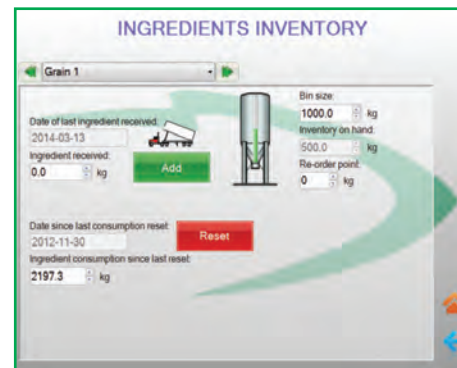 INGREDIENTS INVENTORY
Grain 1
Date of last ingredient received:
2014-03-13
Ingredient received:
0.0 kg
Add
Bin size:
1000.0 kg
Inventory on hand:
500.0 kg
Re-order point:
0 kg
Date since last consumption reset:
2012-11-30
Reset
Ingredient consumption since last reset:
2197.3 kg